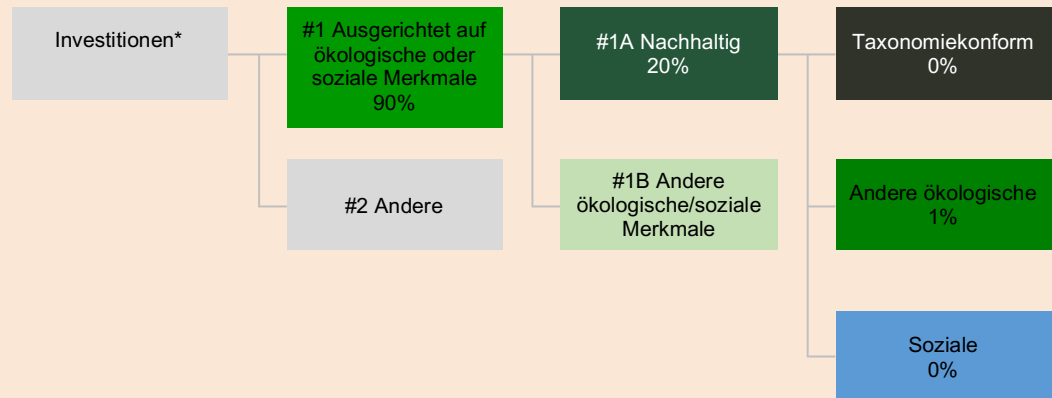 Investitionen*
#1 Ausgerichtet auf
ökologische oder
soziale Merkmale
90%
#1A Nachhaltig
20%
Taxonomiekonform
0%
#2 Andere
#1B Andere
ökologische/soziale
Merkmale
Andere ökologische
1%
Soziale
0%